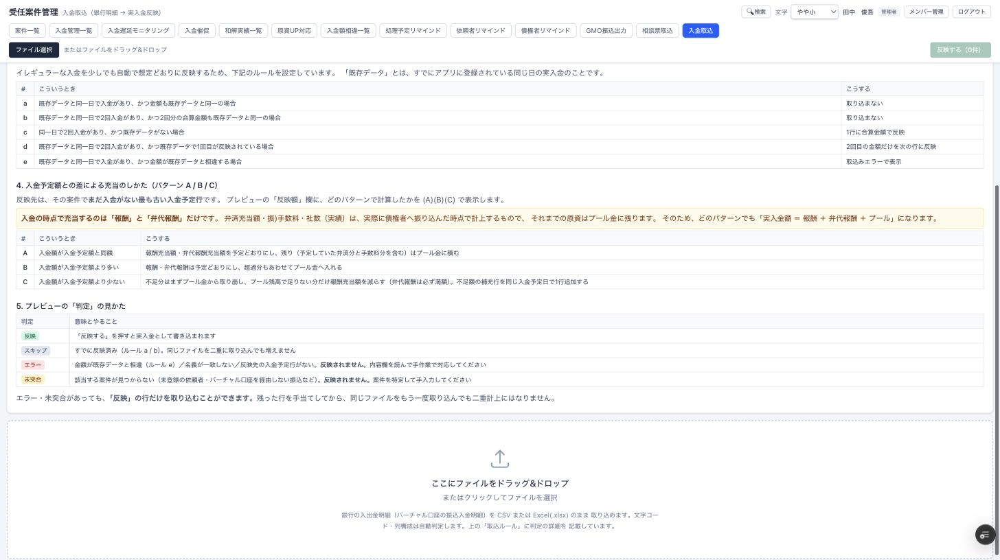 受任案件管理 入金取込（銀行明細 → 実入金反映）
🔍検索 文字 やや小 田中 俊吾 管理者 メンバー管理 ログアウト
案件一覧 入金管理一覧 入金遅延モニタリング 入金催促 和解実績一覧 原資UP対応 入金額相違一覧 処理予定リマインド 依頼者リマインド 債権者リマインド GMO振込出力 相談票取込 入金取込
ファイル選択 またはファイルをドラッグ&ドロップ 反映する（0件）
イレギュラーな入金を少しでも自動で想定どおりに反映するため、下記のルールを設定しています。 「既存データ」とは、すでにアプリに登録されている同じ日の実入金のことです。
# こういうとき こうする
a 既存データと同一日で入金があり、かつ金額も既存データと同一の場合 取り込まない
b 既存データと同一日で2回入金があり、かつ2回分の合算金額も既存データと同一の場合 取り込まない
c 同一日で2回入金があり、かつ既存データがない場合 1行に合算金額で反映
d 既存データと同一日で2回入金があり、かつ既存データで1回目が反映されている場合 2回目の金額だけを次の行に反映
e 既存データと同一日で入金があり、かつ金額が既存データと相違する場合 取込みエラーで表示
4. 入金予定額との差による充当のしかた（パターン A / B / C）
反映先は、その案件でまだ入金がない最も古い入金予定行です。 プレビューの「反映額」欄に、どのパターンで計算したかを (A)(B)(C) で表示します。
入金の時点で充当するのは「報酬」と「弁代報酬」だけです。 弁済充当額・振)手数料・社数（実績）は、実際に債権者へ振り込んだ時点で計上するもので、 それまでの原資はプール金に残ります。 そのため、どのパターンでも「実入金額 ＝ 報酬 ＋ 弁代報酬 ＋ プール」になります。
# こういうとき こうする
A 入金額が入金予定額と同額 報酬充当額・弁代報酬充当額を予定どおりにし、残り（予定していた弁済分と手数料分を含む）はプール金に積む
B 入金額が入金予定額より多い 報酬・弁代報酬は予定どおりにし、超過分もあわせてプール金へ入れる
C 入金額が入金予定額より少ない 不足分はまずプール金から取り崩し、プール残高で足りない分だけ報酬充当額を減らす（弁代報酬は必ず満額）。不足額の補充行を同じ入金予定日で1行追加する
5. プレビューの「判定」の見かた
判定 意味とやること
反映 「反映する」を押すと実入金として書き込まれます
スキップ すでに反映済み（ルール a / b）。同じファイルを二重に取り込んでも増えません
エラー 金額が既存データと相違（ルール e）／名義が一致しない／反映先の入金予定行がない。反映されません。内容欄を読んで手作業で対応してください
未突合 該当する案件が見つからない（未登録の依頼者・バーチャル口座を経由しない振込など）。反映されません。案件を特定して手入力してください
エラー・未突合があっても、「反映」の行だけを取り込むことができます。残った行を手当てしてから、同じファイルをもう一度取り込んでも二重計上にはなりません。
ここにファイルをドラッグ&ドロップ
またはクリックしてファイルを選択
銀行の入出金明細（バーチャル口座の振込入金明細）を CSV または Excel(.xlsx) のまま 取り込めます。文字コー
ド・列構成は自動判定します。上の「取込ルール」に判定の詳細を 記載しています。